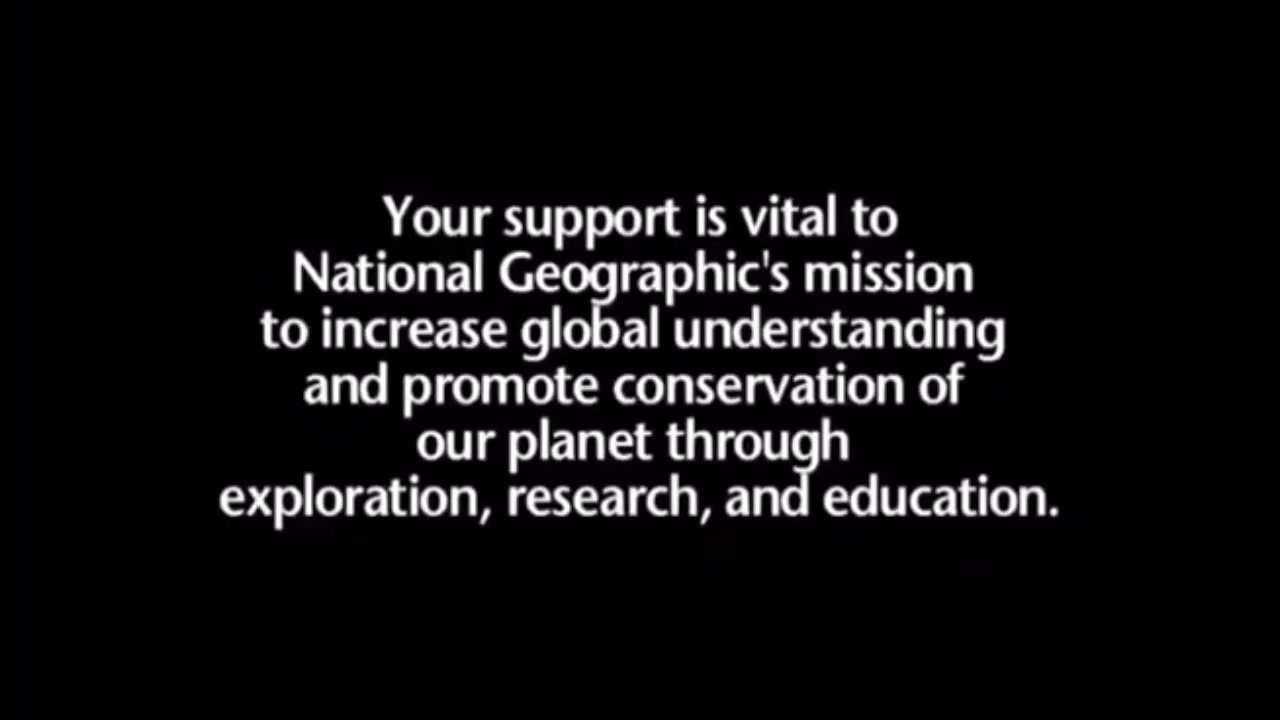 Your support is vital to
National Geographic's mission
to increase global understanding
and promote conservation of
our planet through
exploration, research, and education.